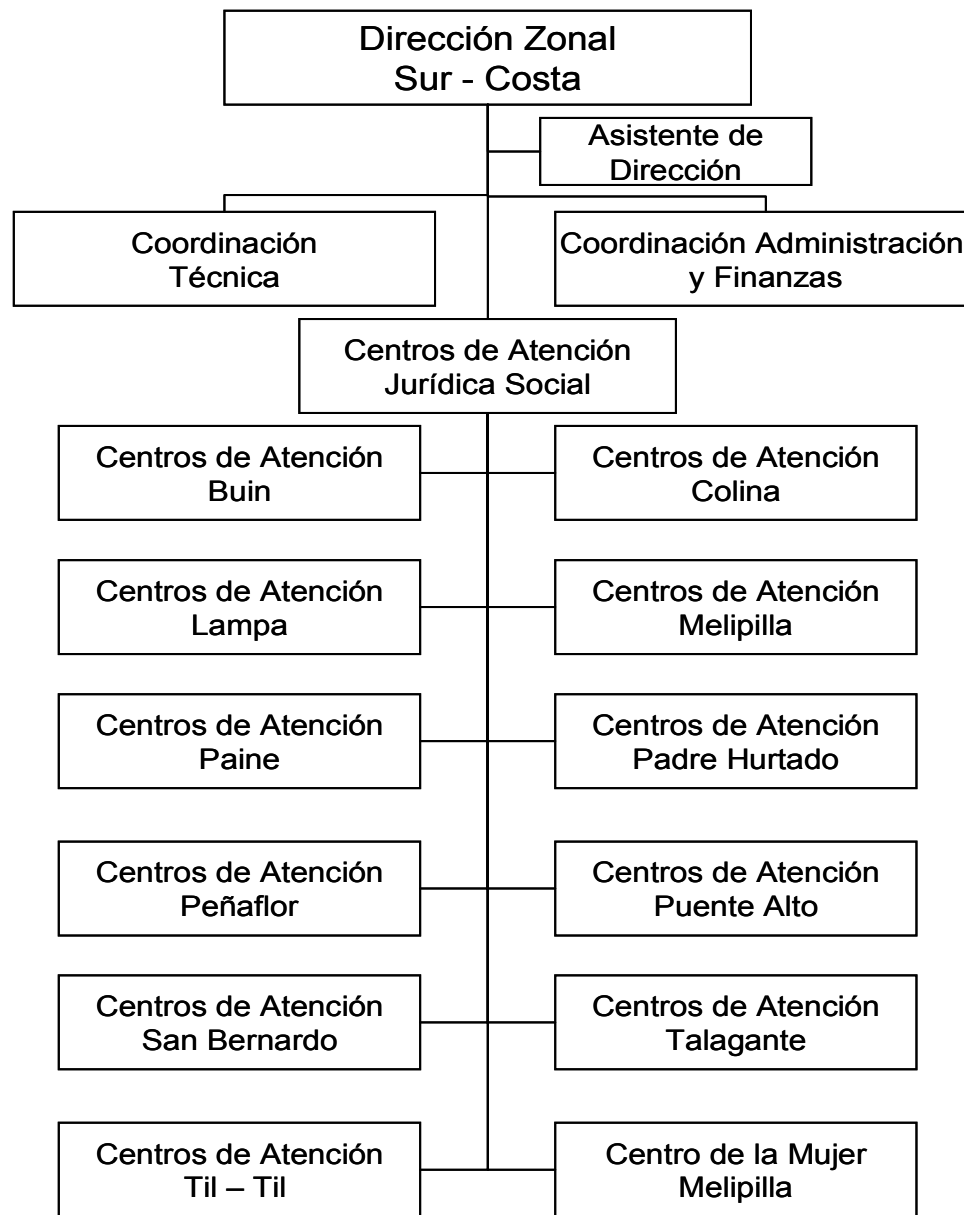 Dirección Zonal
Sur - Costa
Asistente de
Dirección
Coordinación
Técnica
Coordinación Administración
y Finanzas
Centros de Atención
Jurídica Social
Centros de Atención
Buin
Centros de Atención
Colina
Centros de Atención
Lampa
Centros de Atención
Melipilla
Centros de Atención
Paine
Centros de Atención
Padre Hurtado
Centros de Atención
Peñaflor
Centros de Atención
Puente Alto
Centros de Atención
San Bernardo
Centros de Atención
Talagante
Centros de Atención
Til – Til
Centro de la Mujer
Melipilla